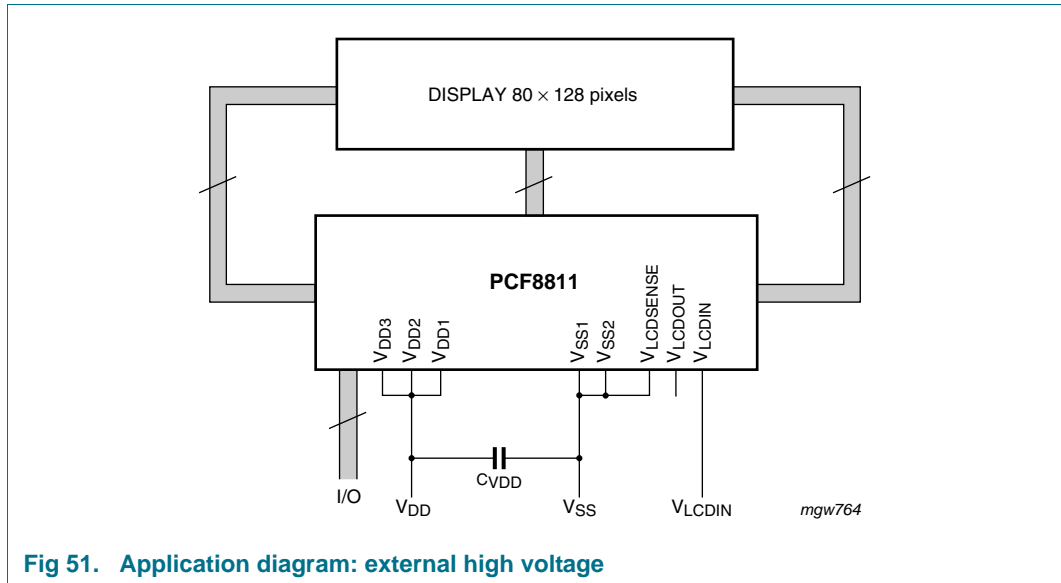 DISPLAY 80 × 128 pixels
PCF8811
VDD3
VDD2
VDD1
VSS1
VSS2
VLCDSENSE
VLCDOUT
VLCDIN
CVDD
I/O
VDD
VSS
VLCDIN
mgw764
Fig 51. Application diagram: external high voltage